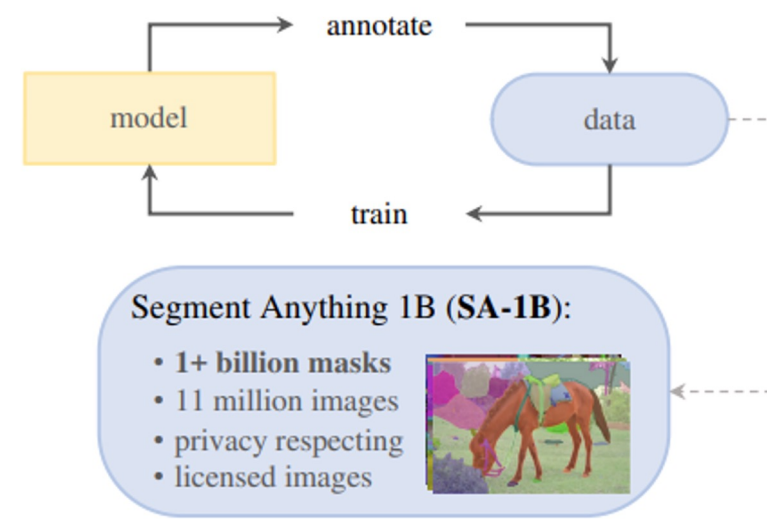 annotate
model
data
train
Segment Anything 1B (SA-1B):
• 1+ billion masks
• 11 million images
• privacy respecting
• licensed images